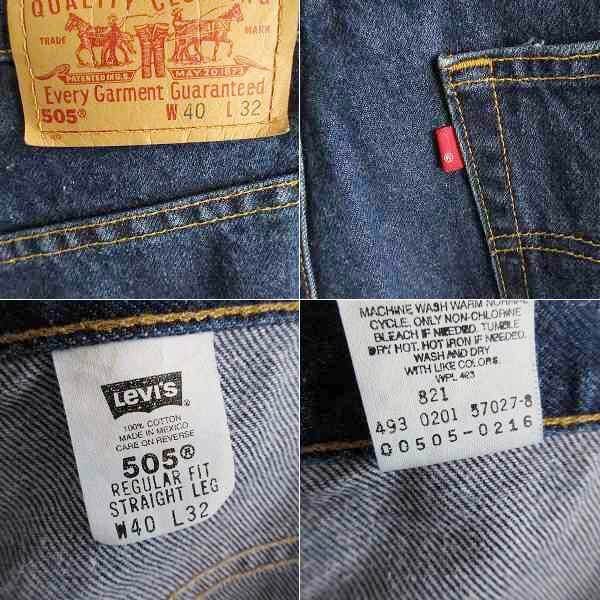 QUALITY CLOTHING
TRADE MARK
PATENTED IN U.S. MAY 20 1873
Every Garment Guaranteed
505® W 40 L 32
®
MACHINE WASH WARM NORMAL
CYCLE. ONLY NON-CHLORINE
BLEACH IF NEEDED. TUMBLE
DRY HOT. HOT IRON IF NEEDED.
WASH AND DRY
WITH LIKE COLORS.
WPL 423
821
493 0201 37027-8
00505-0216
Levi's
100% COTTON
MADE IN MEXICO
CARE ON REVERSE
505®
REGULAR FIT
STRAIGHT LEG
W40 L32